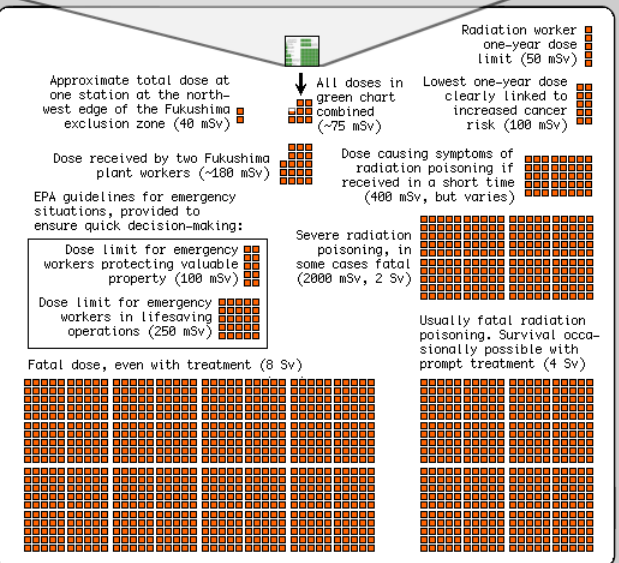 Radiation worker
one-year dose
limit (50 mSv)
Approximate total dose at
one station at the north-
west edge of the Fukushima
exclusion zone (40 mSv)
All doses in
green chart
combined
(~75 mSv)
Lowest one-year dose
clearly linked to
increased cancer
risk (100 mSv)
Dose received by two Fukushima
plant workers (~180 mSv)
Dose causing symptoms of
radiation poisoning if
received in a short time
(400 mSv, but varies)
EPA guidelines for emergency
situations, provided to
ensure quick decision-making:
Dose limit for emergency
workers protecting valuable
property (100 mSv)
Dose limit for emergency
workers in lifesaving
operations (250 mSv)
Severe radiation
poisoning, in
some cases fatal
(2000 mSv, 2 Sv)
Usually fatal radiation
poisoning. Survival occa-
sionally possible with
prompt treatment (4 Sv)
Fatal dose, even with treatment (8 Sv)